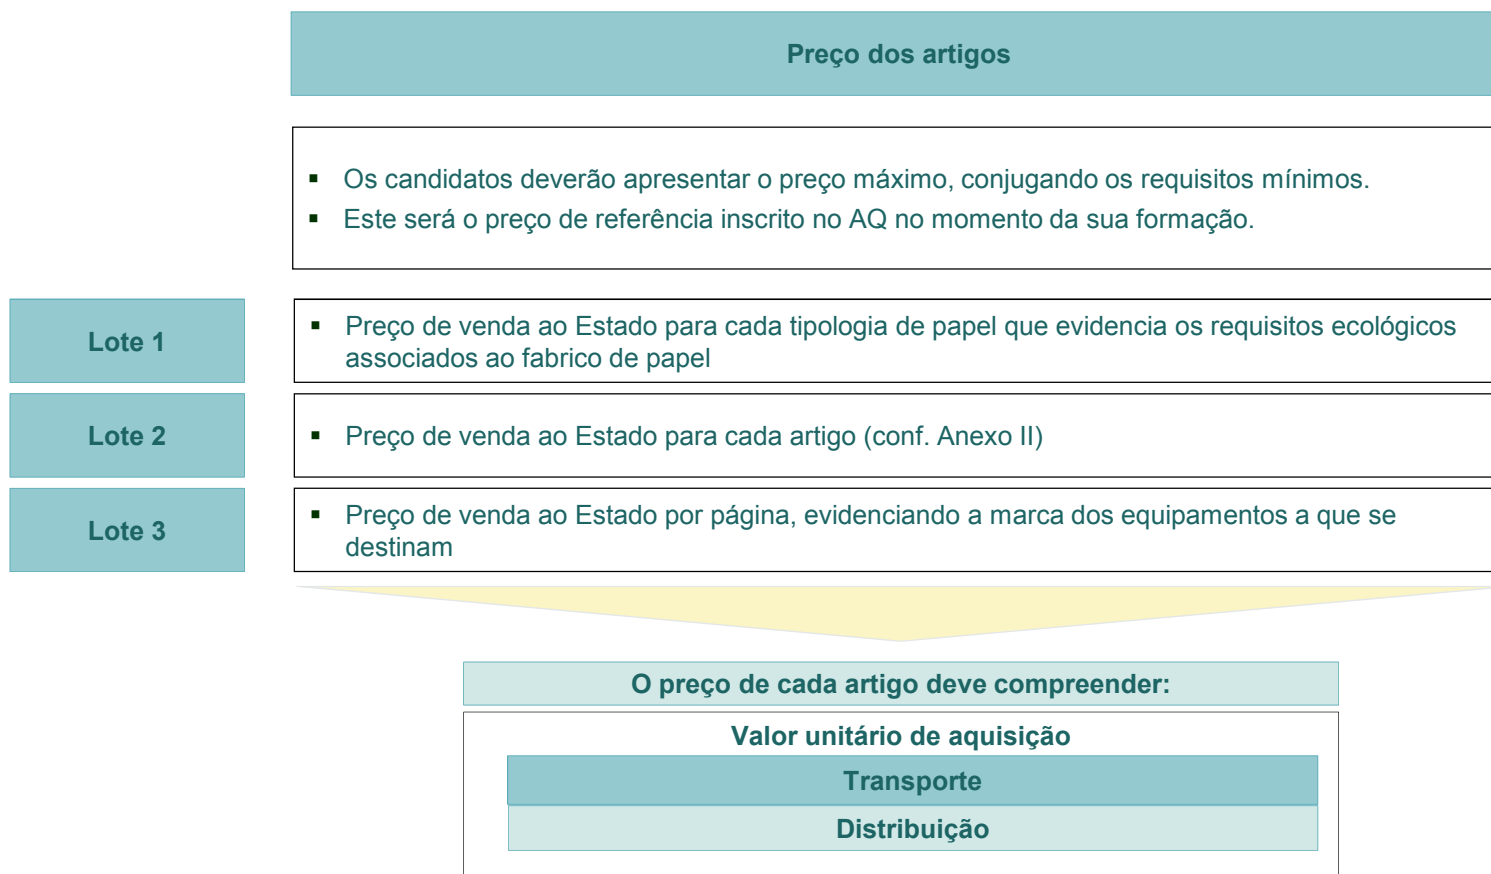 Preço dos artigos
▪ Os candidatos deverão apresentar o preço máximo, conjugando os requisitos mínimos.
▪ Este será o preço de referência inscrito no AQ no momento da sua formação.
Lote 1
▪ Preço de venda ao Estado para cada tipologia de papel que evidencia os requisitos ecológicos
associados ao fabrico de papel
Lote 2
▪ Preço de venda ao Estado para cada artigo (conf. Anexo II)
Lote 3
▪ Preço de venda ao Estado por página, evidenciando a marca dos equipamentos a que se
destinam
O preço de cada artigo deve compreender:
Valor unitário de aquisição
Transporte
Distribuição